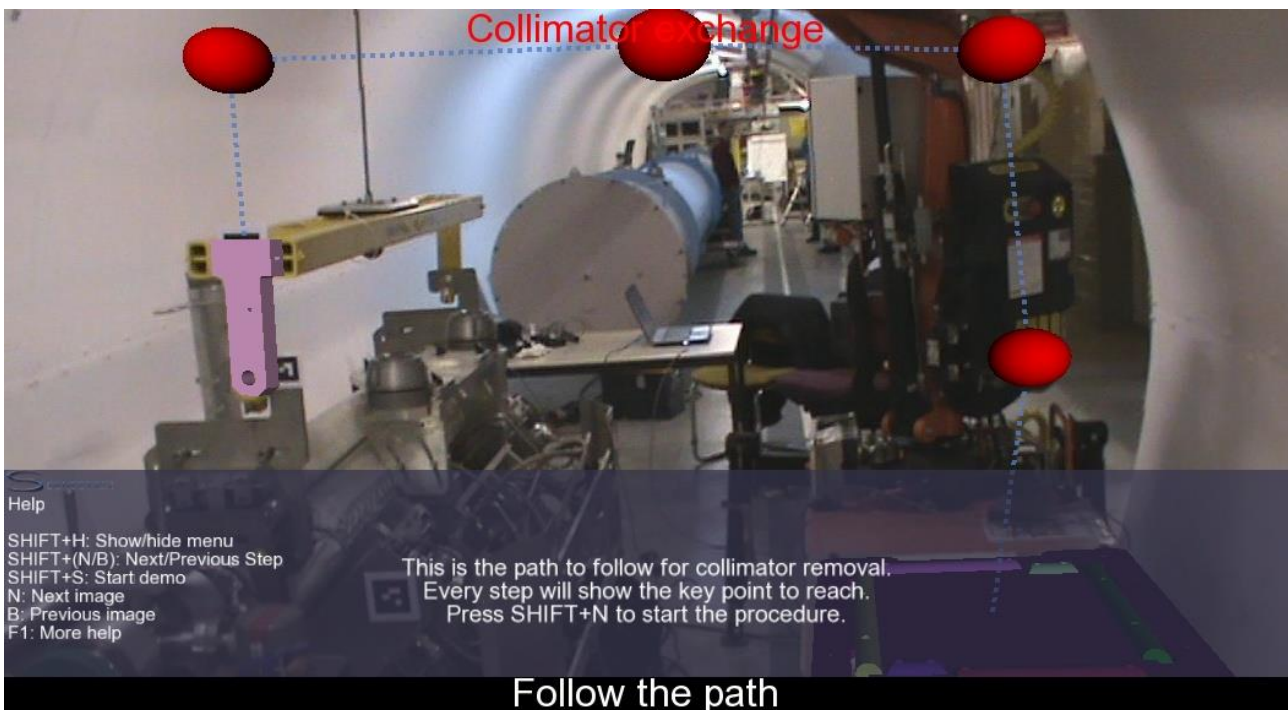 Collimator exchange
Help
SHIFT+H: Show/hide menu
SHIFT+(N/B): Next/Previous Step
SHIFT+S: Start demo
N: Next image
B: Previous image
F1: More help
This is the path to follow for collimator removal.
Every step will show the key point to reach.
Press SHIFT+N to start the procedure.
Follow the path